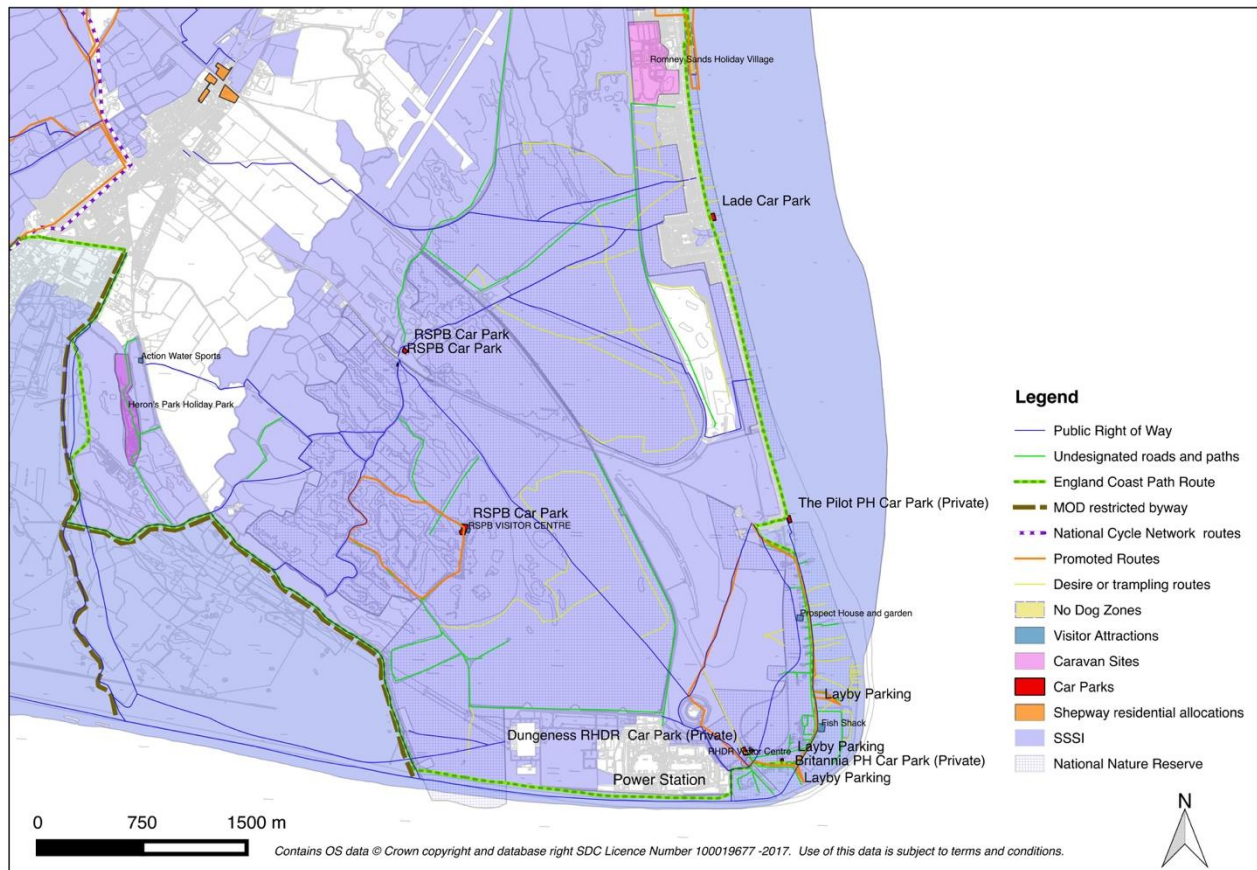 Romney Sands Holiday Village
Lade Car Park
RSPB Car Park
RSPB Car Park
Action Water Sports
Heron's Park Holiday Park
The Pilot PH Car Park (Private)
RSPB Car Park
RSPB VISITOR CENTRE
Prospect House and garden
Layby Parking
Fish Shack
Dungeness RHDR Car Park (Private)
RHDR Visitor Centre
Layby Parking
Britannia PH Car Park (Private)
Power Station
Layby Parking
Legend
Public Right of Way
Undesignated roads and paths
England Coast Path Route
MOD restricted byway
National Cycle Network routes
Promoted Routes
Desire or trampling routes
No Dog Zones
Visitor Attractions
Caravan Sites
Car Parks
Shepway residential allocations
SSSI
National Nature Reserve
N
0 750 1500 m
Contains OS data © Crown copyright and database right SDC Licence Number 100019677 -2017. Use of this data is subject to terms and conditions.